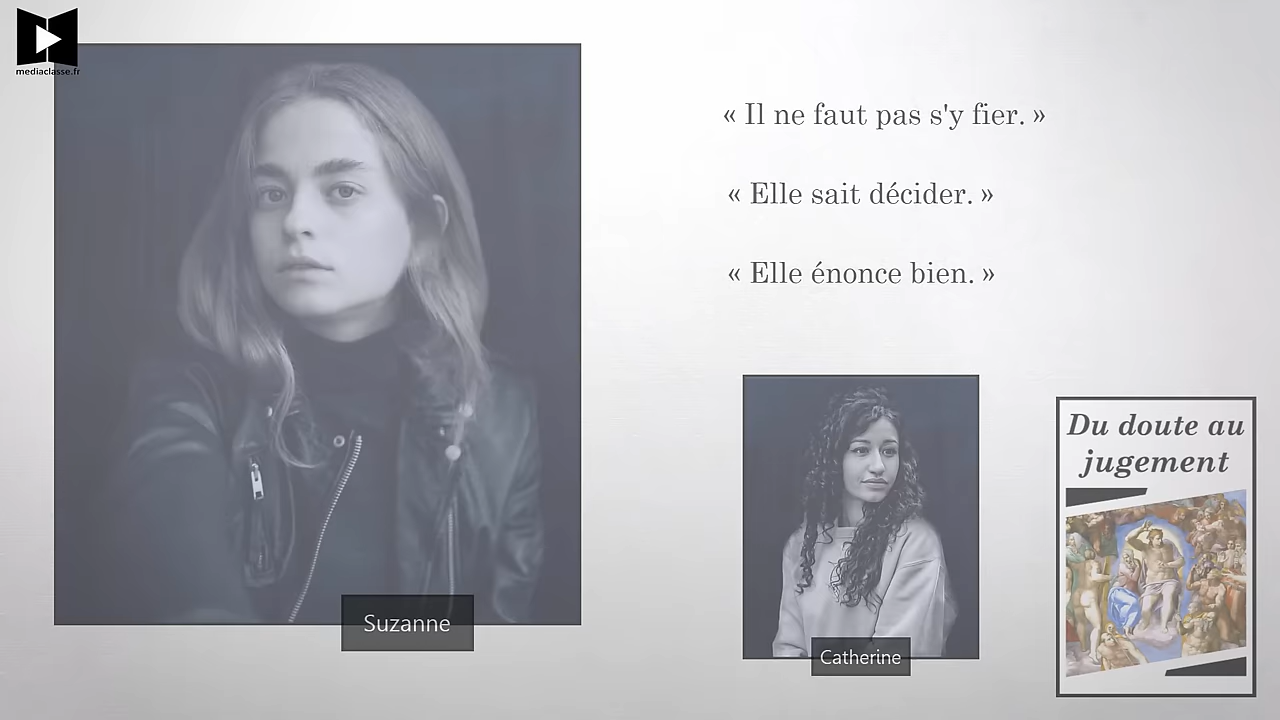 mediaclasse.fr
« Il ne faut pas s'y fier. »
« Elle sait décider. »
« Elle énonce bien. »
Suzanne
Catherine
Du doute au
jugement